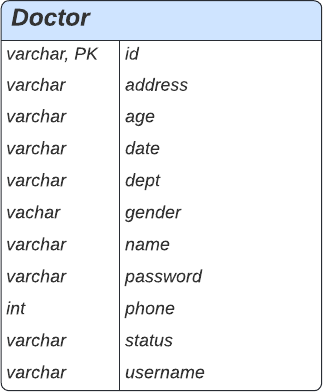 Doctor
varchar, PK id
varchar address
varchar age
varchar date
varchar dept
vachar gender
varchar name
varchar password
int phone
varchar status
varchar username